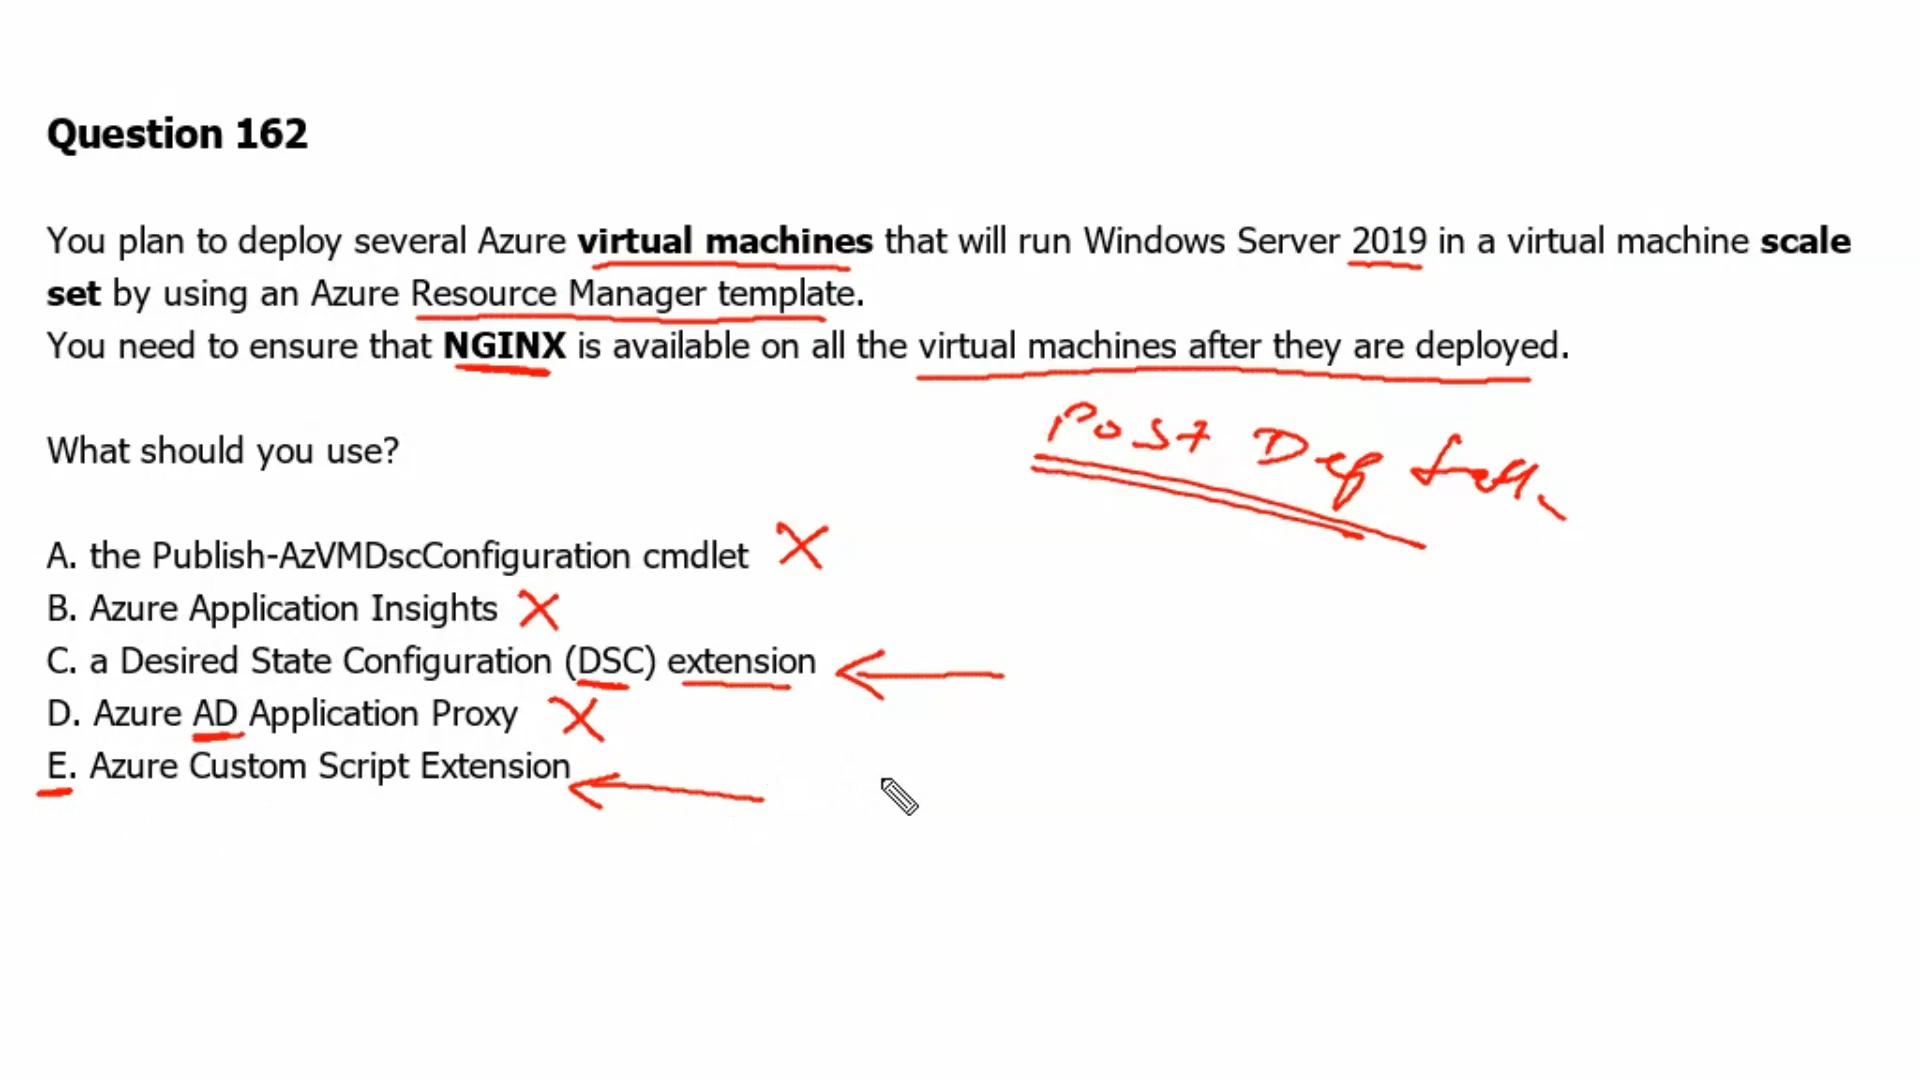 Question 162
You plan to deploy several Azure virtual machines that will run Windows Server 2019 in a virtual machine scale
set by using an Azure Resource Manager template.
You need to ensure that NGINX is available on all the virtual machines after they are deployed.
Post Dep
What should you use?
A. the Publish-AzVMDscConfiguration cmdlet
B. Azure Application Insights
C. a Desired State Configuration (DSC) extension
D. Azure AD Application Proxy
E. Azure Custom Script Extension